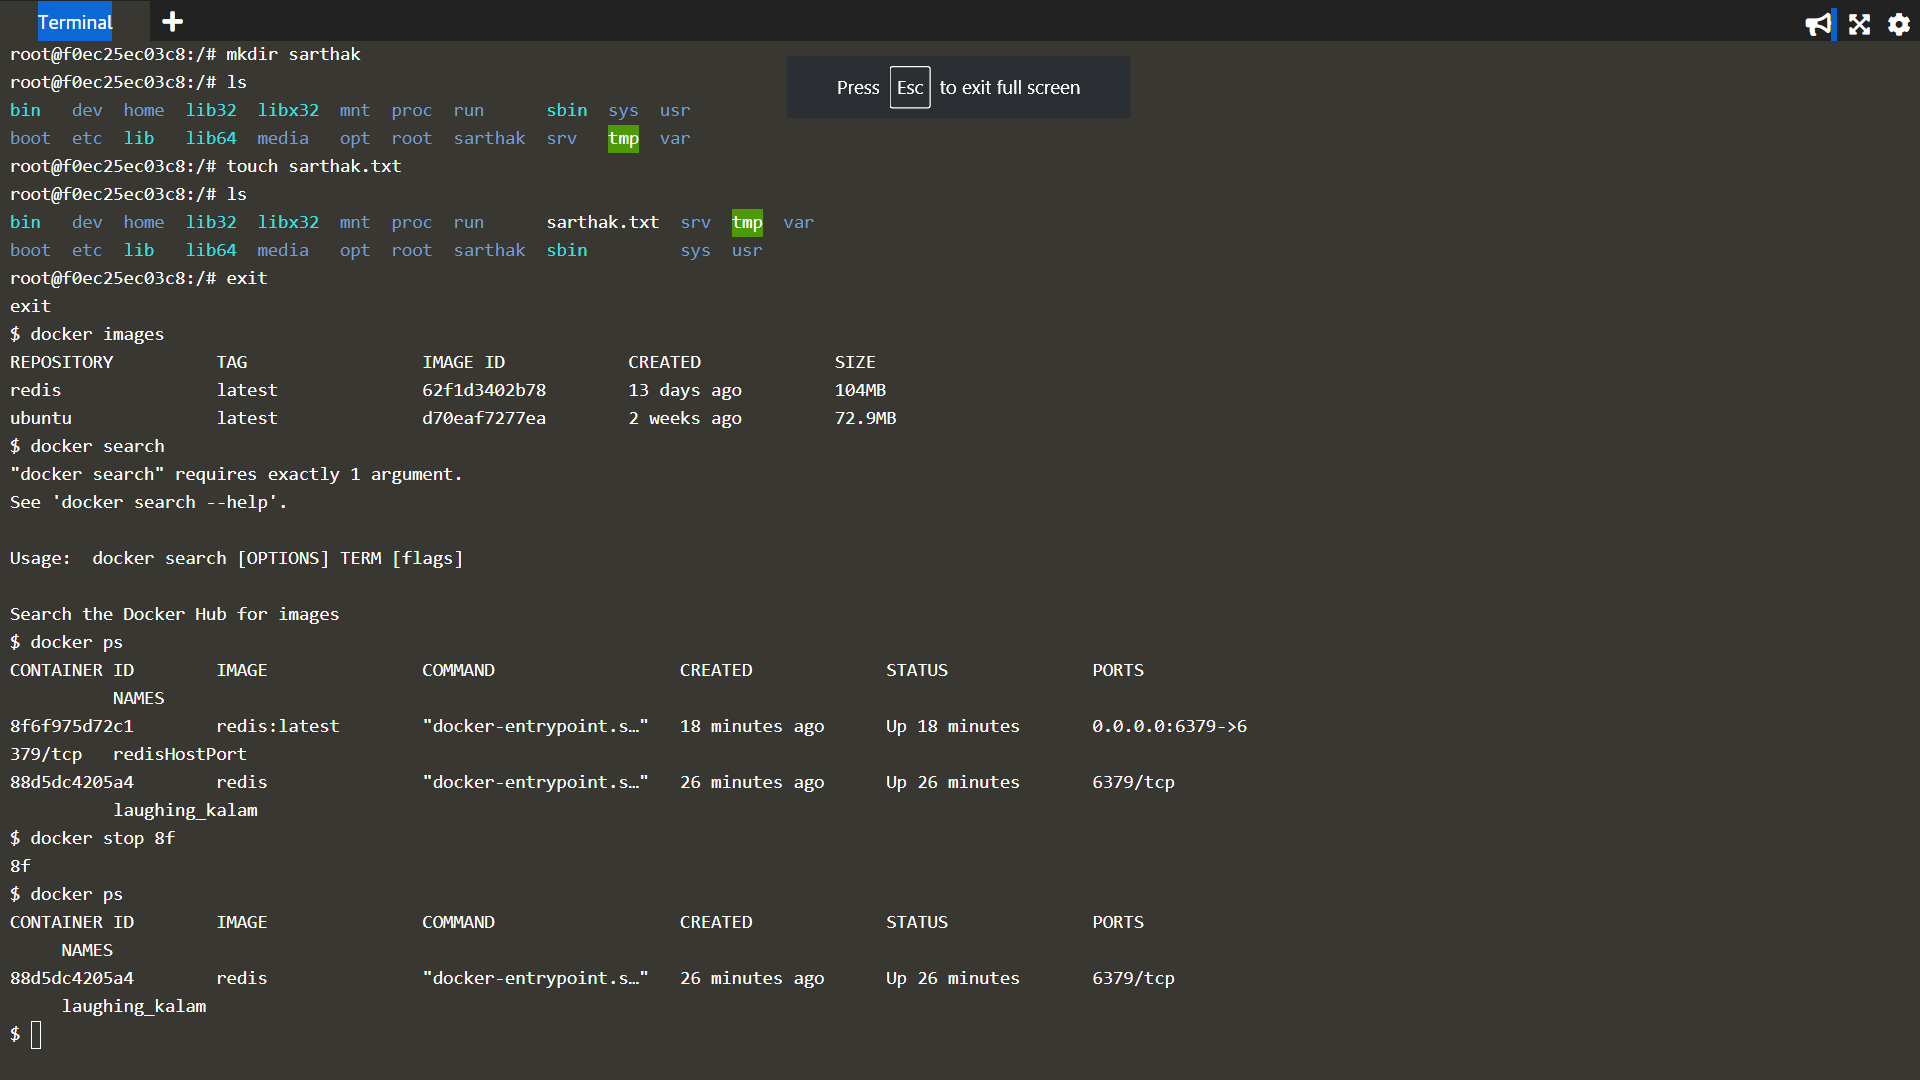 Terminal
root@f0ec25ec03c8:/# mkdir sarthak
Press Esc to exit full screen
root@f0ec25ec03c8:/# ls
bin   dev  home  lib32  libx32  mnt  proc  run      sbin  sys  usr
boot  etc  lib   lib64  media   opt  root  sarthak  srv   tmp  var
root@f0ec25ec03c8:/# touch sarthak.txt
root@f0ec25ec03c8:/# ls
bin   dev  home  lib32  libx32  mnt  proc  run      sarthak.txt  srv  tmp  var
boot  etc  lib   lib64  media   opt  root  sarthak  sbin         sys  usr
root@f0ec25ec03c8:/# exit
exit
$ docker images
REPOSITORY          TAG                 IMAGE ID            CREATED             SIZE
redis               latest              62f1d3402b78        13 days ago         104MB
ubuntu              latest              d70eaf7277ea        2 weeks ago         72.9MB
$ docker search
"docker search" requires exactly 1 argument.
See 'docker search --help'.
Usage:  docker search [OPTIONS] TERM [flags]
Search the Docker Hub for images
$ docker ps
CONTAINER ID        IMAGE               COMMAND                  CREATED             STATUS              PORTS
          NAMES
8f6f975d72c1        redis:latest        "docker-entrypoint.s…"   18 minutes ago      Up 18 minutes       0.0.0.0:6379->6
379/tcp   redisHostPort
88d5dc4205a4        redis               "docker-entrypoint.s…"   26 minutes ago      Up 26 minutes       6379/tcp
          laughing_kalam
$ docker stop 8f
8f
$ docker ps
CONTAINER ID        IMAGE               COMMAND                  CREATED             STATUS              PORTS
     NAMES
88d5dc4205a4        redis               "docker-entrypoint.s…"   26 minutes ago      Up 26 minutes       6379/tcp
     laughing_kalam
$